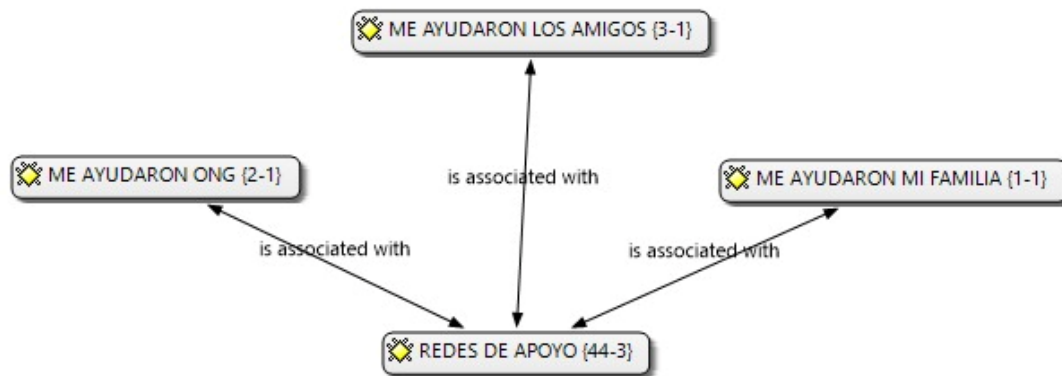 ME AYUDARON LOS AMIGOS {3-1}
ME AYUDARON ONG {2-1}
is associated with
ME AYUDARON MI FAMILIA {1-1}
is associated with
is associated with
REDES DE APOYO {44-3}